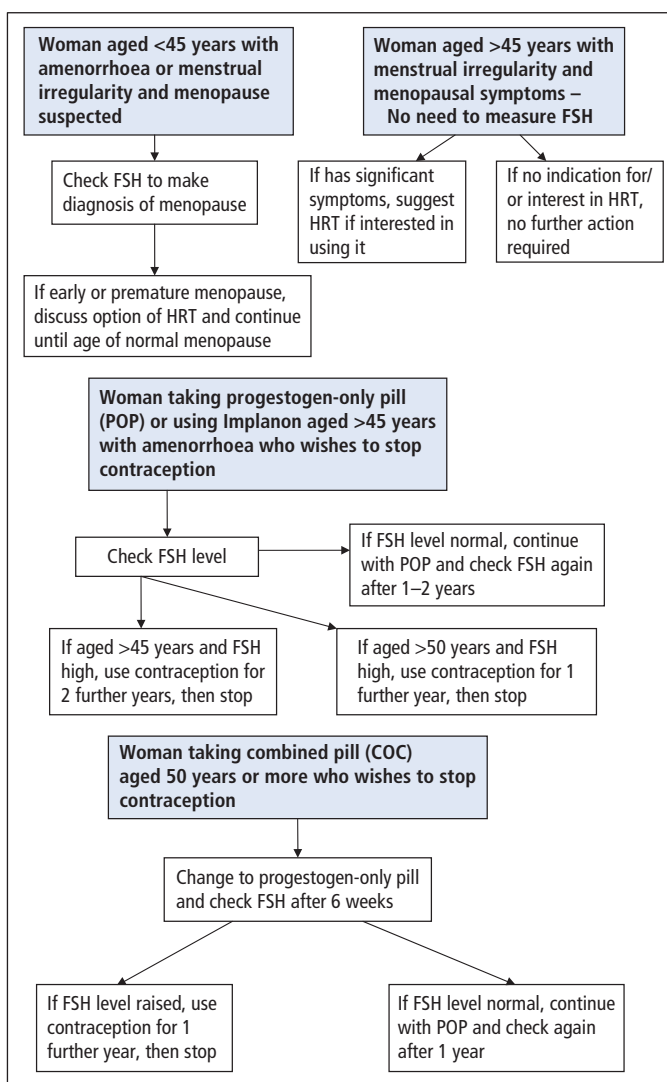 Woman aged <45 years with
amenorrhoea or menstrual
irregularity and menopause
suspected
Woman aged >45 years with
menstrual irregularity and
menopausal symptoms –
No need to measure FSH
Check FSH to make
diagnosis of menopause
If has significant
symptoms, suggest
HRT if interested in
using it
If no indication for/
or interest in HRT,
no further action
required
If early or premature menopause,
discuss option of HRT and continue
until age of normal menopause
Woman taking progestogen-only pill
(POP) or using Implanon aged >45 years
with amenorrhoea who wishes to stop
contraception
Check FSH level
If FSH level normal, continue
with POP and check FSH again
after 1–2 years
If aged >45 years and FSH
high, use contraception for
2 further years, then stop
If aged >50 years and FSH
high, use contraception for 1
further year, then stop
Woman taking combined pill (COC)
aged 50 years or more who wishes to stop
contraception
Change to progestogen-only pill
and check FSH after 6 weeks
If FSH level raised, use
contraception for 1
further year, then stop
If FSH level normal, continue
with POP and check again
after 1 year